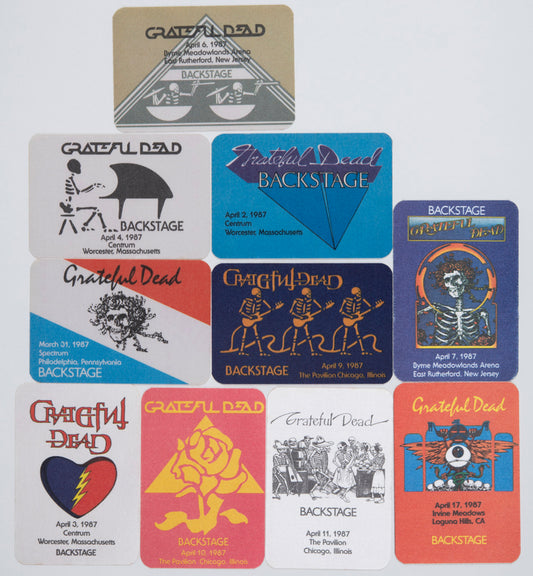 GRATEFUL DEAD
April 6, 1987
Byrne Meadowlands Arena
East Rutherford, New Jersey
BACKSTAGE
GRATEFUL DEAD
BACKSTAGE
April 4, 1987
Centrum
Worcester, Massachusetts
Grateful Dead
BACKSTAGE
April 2, 1987
Centrum
Worcester, Massachusetts
BACKSTAGE
GRATEFUL DEAD
April 7, 1987
Byrne Meadowlands Arena
East Rutherford, New Jersey
Grateful Dead
March 31, 1987
Spectrum
Philadelphia, Pennsylvania
BACKSTAGE
GRATEFUL DEAD
April 9, 1987
BACKSTAGE
The Pavilion Chicago, Illinois
GRATEFUL
DEAD
April 3, 1987
Centrum
Worcester, Massachusetts
BACKSTAGE
GRATEFUL DEAD
BACKSTAGE
April 10, 1987
The Pavilion
Chicago, Illinois
Grateful Dead
BACKSTAGE
April 11, 1987
The Pavilion
Chicago, Illinois
Grateful Dead
April 17, 1987
Irvine Meadows
Laguna Hills, CA
BACKSTAGE